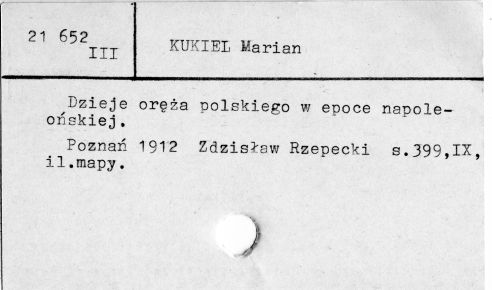 21 652
III
KUKIEL Marian
Dzieje oręża polskiego w epoce napole-
ońskiej.
Poznań 1912 Zdzisław Rzepecki s.399,IX,
il.mapy.